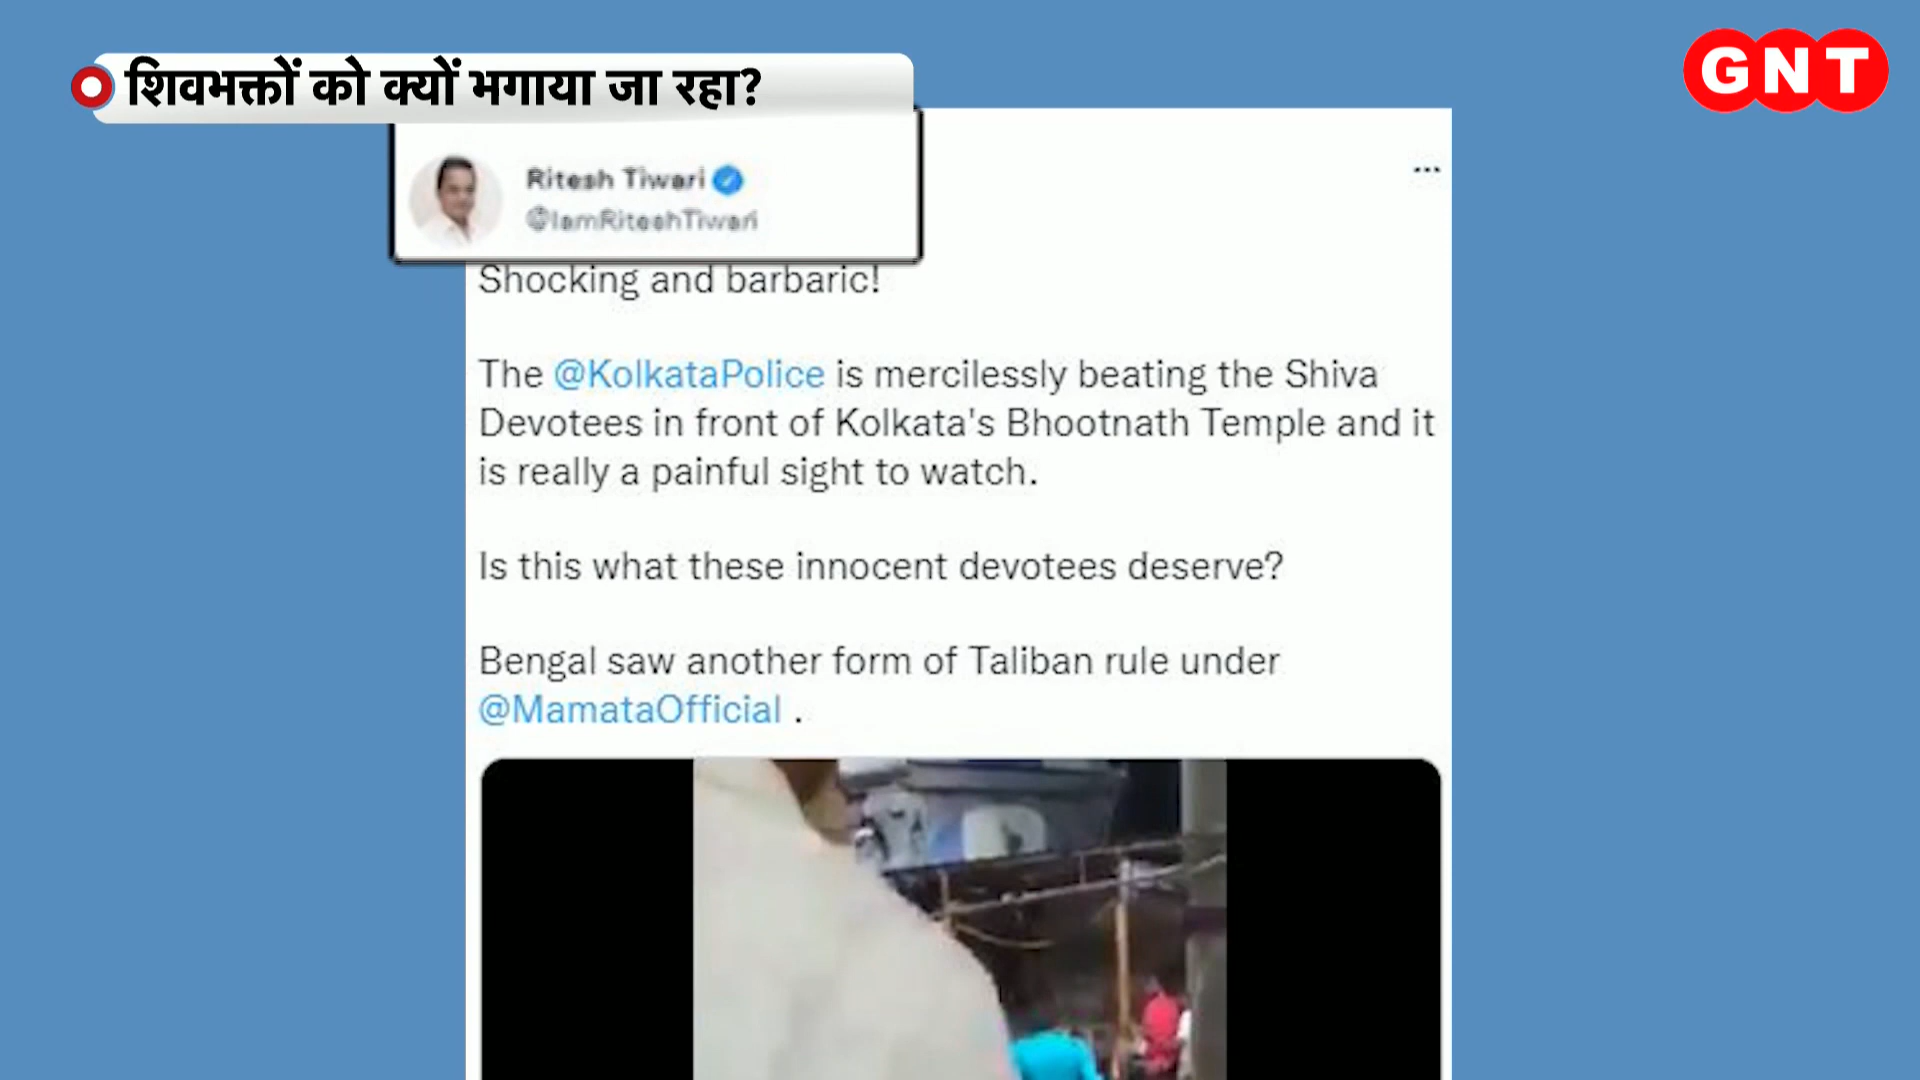 शिवभक्तों को क्यों भगाया जा रहा?
GNT
Ritesh Tiwari
@IamRiteshTiwari
Shocking and barbaric!
The @KolkataPolice is mercilessly beating the Shiva
Devotees in front of Kolkata's Bhootnath Temple and it
is really a painful sight to watch.
Is this what these innocent devotees deserve?
Bengal saw another form of Taliban rule under
@MamataOfficial .